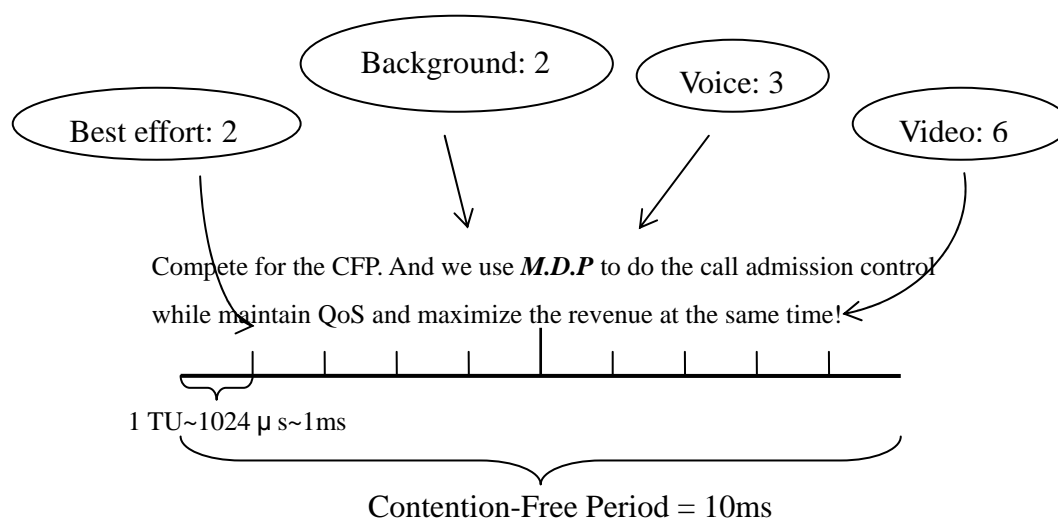 Background: 2
Voice: 3
Best effort: 2
Video: 6
Compete for the CFP. And we use M.D.P to do the call admission control
while maintain QoS and maximize the revenue at the same time!
1 TU~1024 μ s~1ms
Contention-Free Period = 10ms